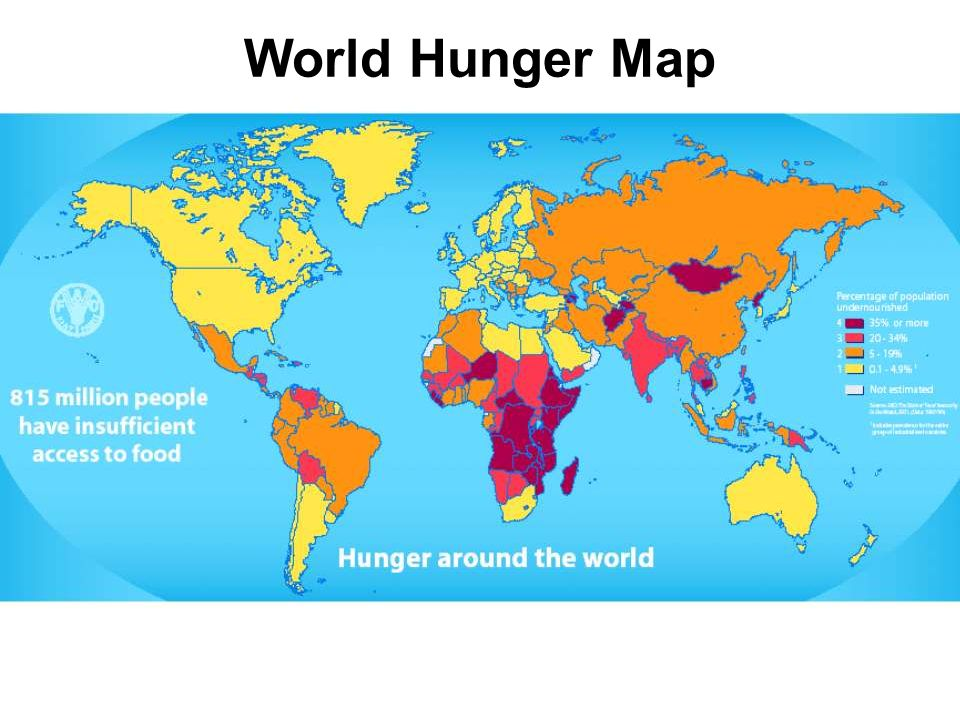 World Hunger Map
Percentage of population
undernourished
4 35% or more
3 20 - 34%
2 5 - 19%
1 0.1 - 4.9% ¹
Not estimated
815 million people
have insufficient
access to food
Hunger around the world